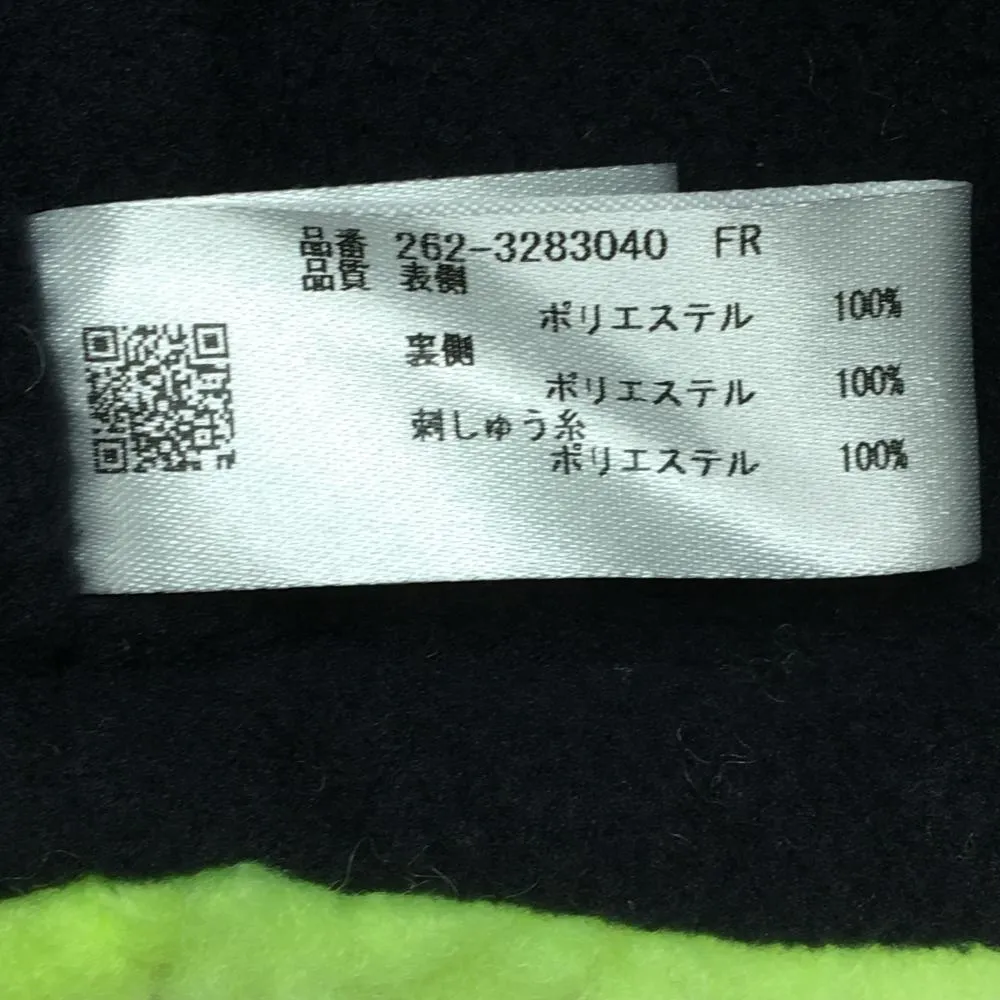 品番 262-3283040 FR
品質 表側
ポリエステル 100%
裏側
ポリエステル 100%
刺しゅう糸
ポリエステル 100%